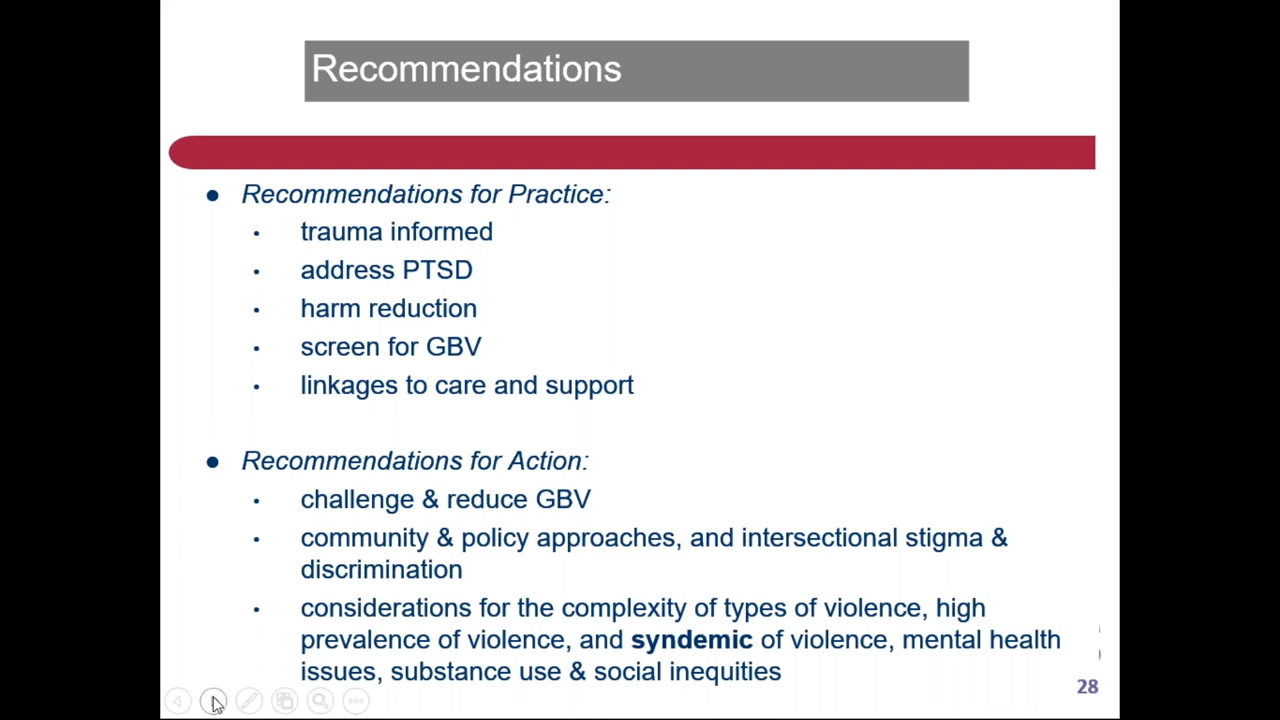 Recommendations
● Recommendations for Practice:
• trauma informed
• address PTSD
• harm reduction
• screen for GBV
• linkages to care and support
● Recommendations for Action:
• challenge & reduce GBV
• community & policy approaches, and intersectional stigma &
discrimination
• considerations for the complexity of types of violence, high
prevalence of violence, and syndemic of violence, mental health
issues, substance use & social inequities
28